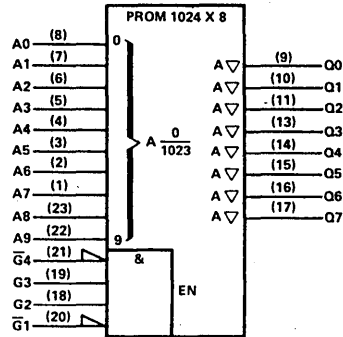 PROM 1024 X 8
A0 (8) 0
A1 (7)
A2 (6)
A3 (5)
A4 (4)
A5 (3)
A6 (2)
A7 (1)
A8 (23)
A9 (22) 9
A 0
1023
A ▽ (9) Q0
A ▽ (10) Q1
A ▽ (11) Q2
A ▽ (13) Q3
A ▽ (14) Q4
A ▽ (15) Q5
A ▽ (16) Q6
A ▽ (17) Q7
G̅4 (21) &
G3 (19)
G2 (18)
G̅1 (20)
EN